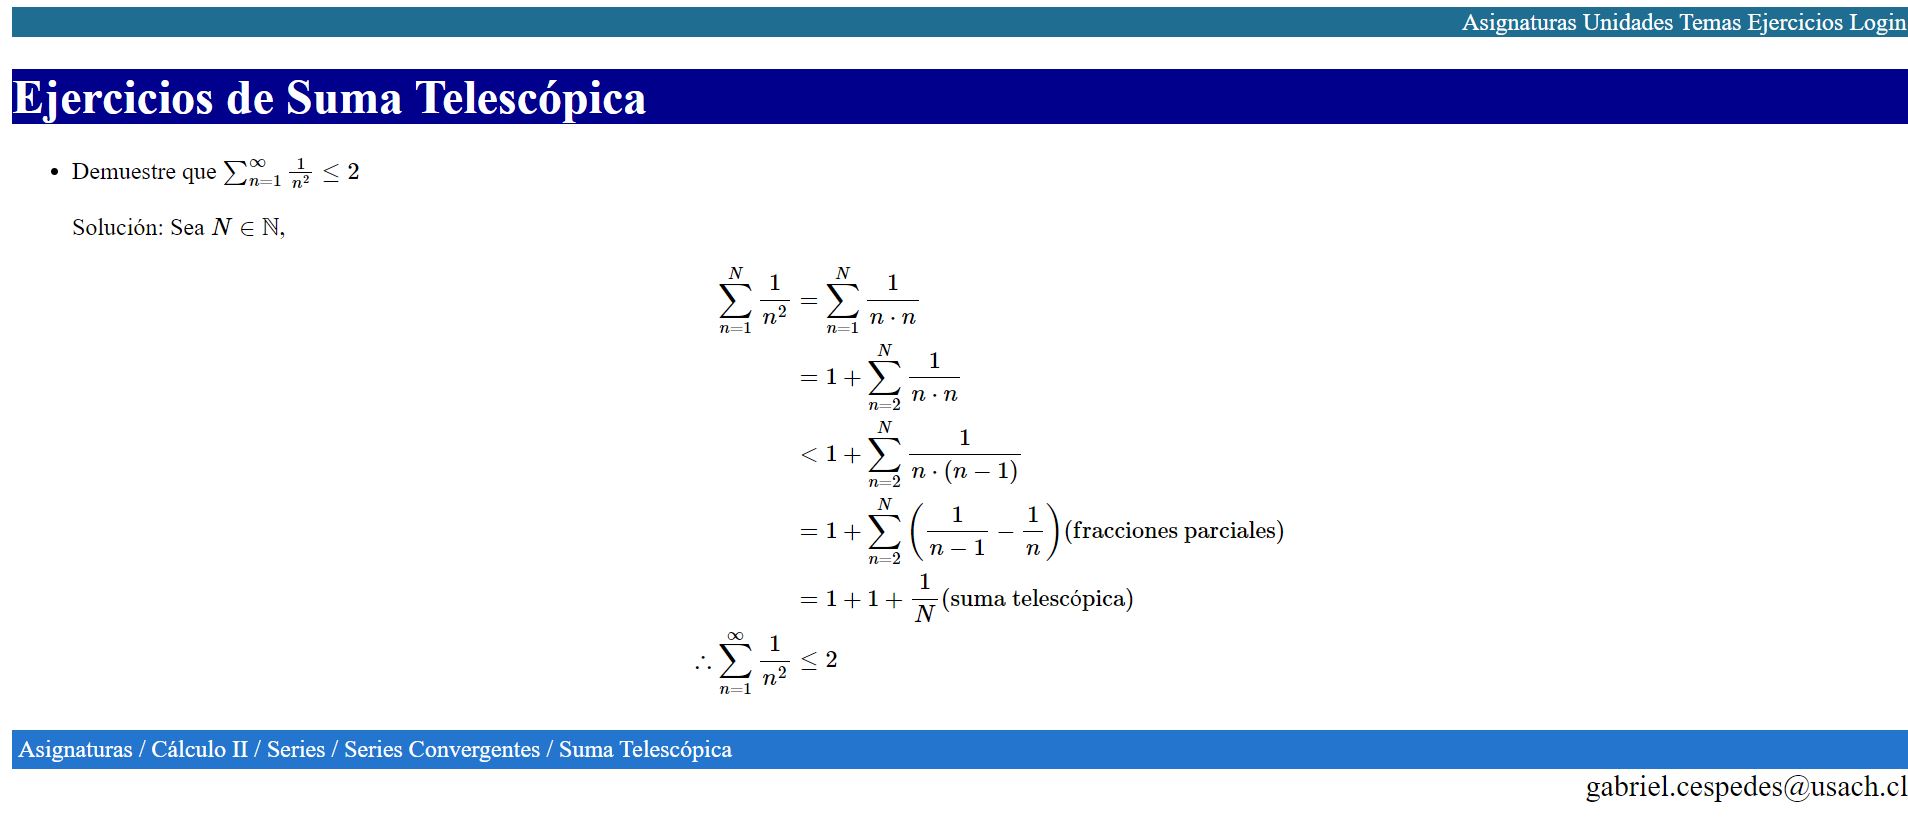 Asignaturas Unidades Temas Ejercicios Login
Ejercicios de Suma Telescópica
• Demuestre que $\sum_{n=1}^{\infty} \frac{1}{n^2} \leq 2$
Solución: Sea $N \in \mathbb{N}$,
$\sum_{n=1}^{N} \frac{1}{n^2} = \sum_{n=1}^{N} \frac{1}{n \cdot n}$
$= 1 + \sum_{n=2}^{N} \frac{1}{n \cdot n}$
$< 1 + \sum_{n=2}^{N} \frac{1}{n \cdot (n-1)}$
$= 1 + \sum_{n=2}^{N} \left( \frac{1}{n-1} - \frac{1}{n} \right)$(fracciones parciales)
$= 1 + 1 + \frac{1}{N}$(suma telescópica)
$\therefore \sum_{n=1}^{\infty} \frac{1}{n^2} \leq 2$
Asignaturas / Cálculo II / Series / Series Convergentes / Suma Telescópica
gabriel.cespedes@usach.cl